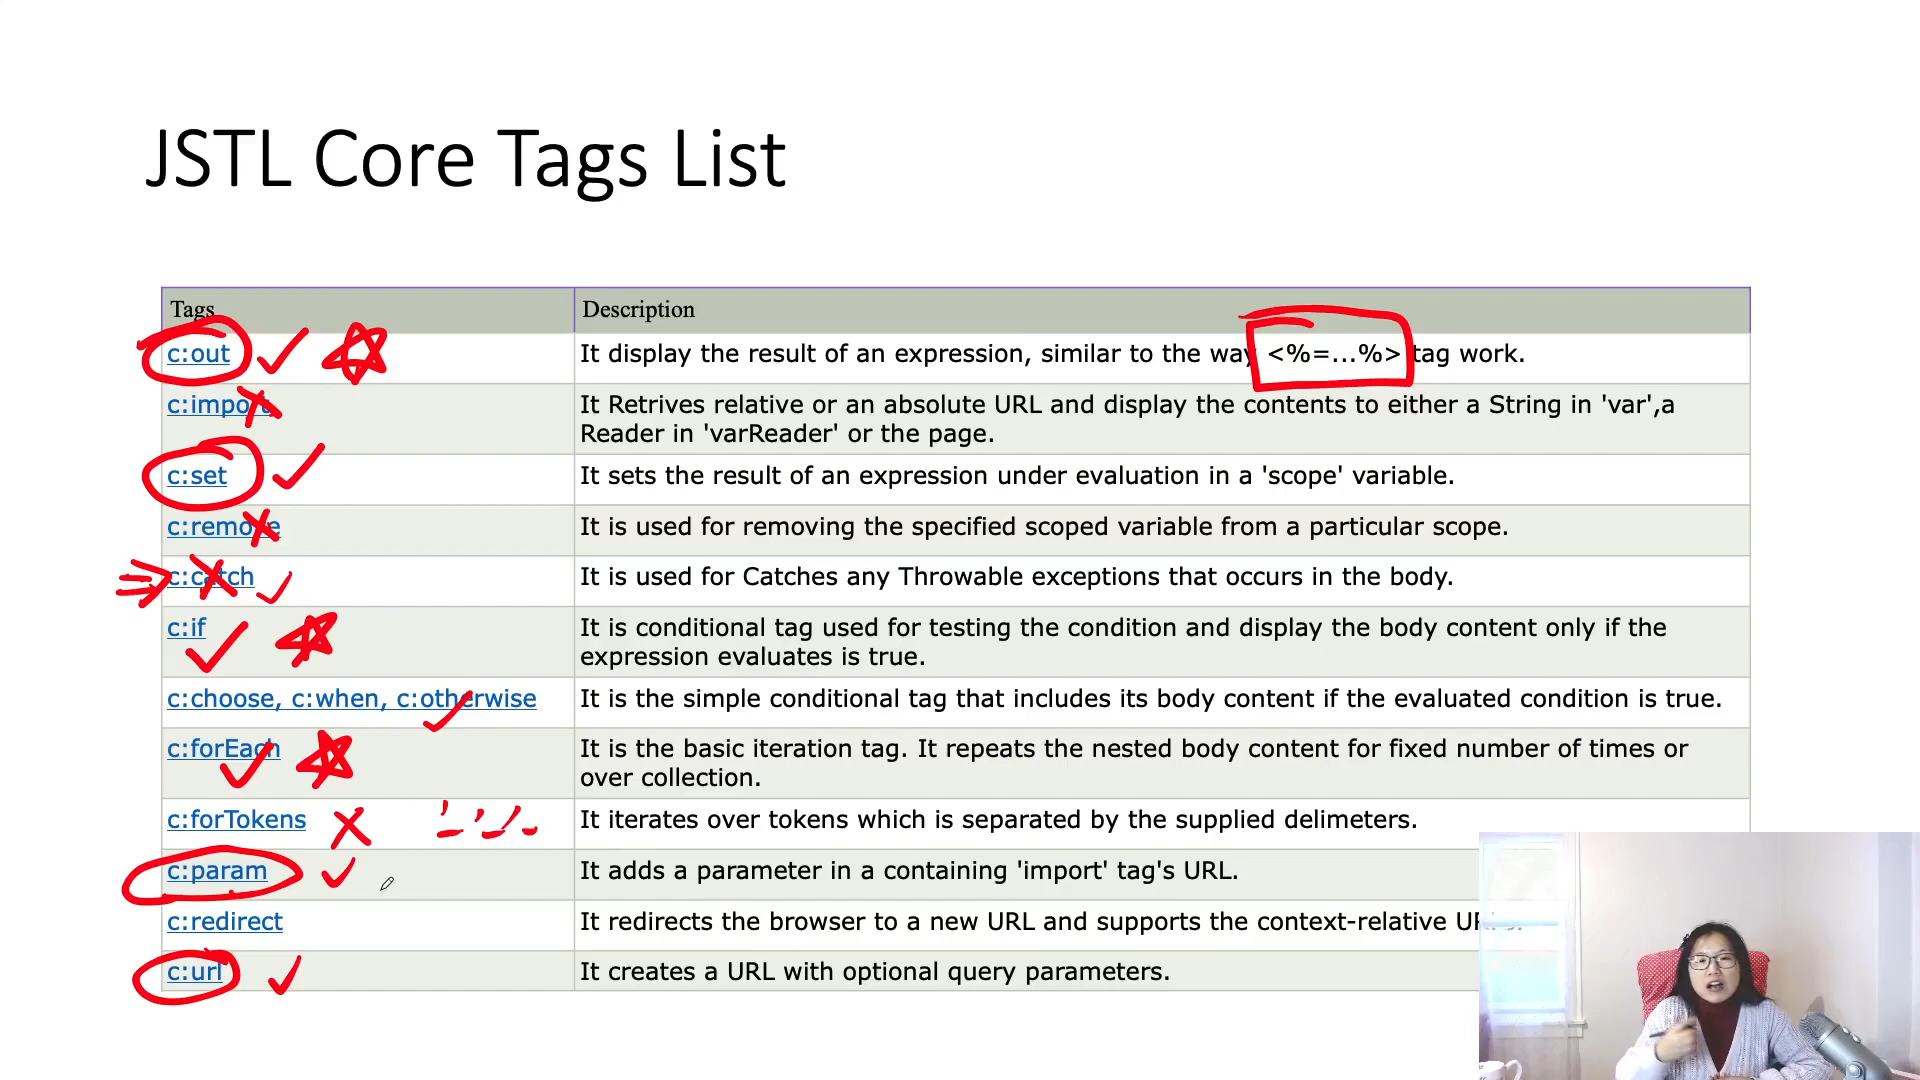 JSTL Core Tags List
Tags Description
c:out It display the result of an expression, similar to the way <%=...%> tag work.
c:import It Retrives relative or an absolute URL and display the contents to either a String in 'var',a
Reader in 'varReader' or the page.
c:set It sets the result of an expression under evaluation in a 'scope' variable.
c:remove It is used for removing the specified scoped variable from a particular scope.
c:catch It is used for Catches any Throwable exceptions that occurs in the body.
c:if It is conditional tag used for testing the condition and display the body content only if the
expression evaluates is true.
c:choose, c:when, c:otherwise It is the simple conditional tag that includes its body content if the evaluated condition is true.
c:forEach It is the basic iteration tag. It repeats the nested body content for fixed number of times or
over collection.
c:forTokens It iterates over tokens which is separated by the supplied delimeters.
c:param It adds a parameter in a containing 'import' tag's URL.
c:redirect It redirects the browser to a new URL and supports the context-relative
c:url It creates a URL with optional query parameters.